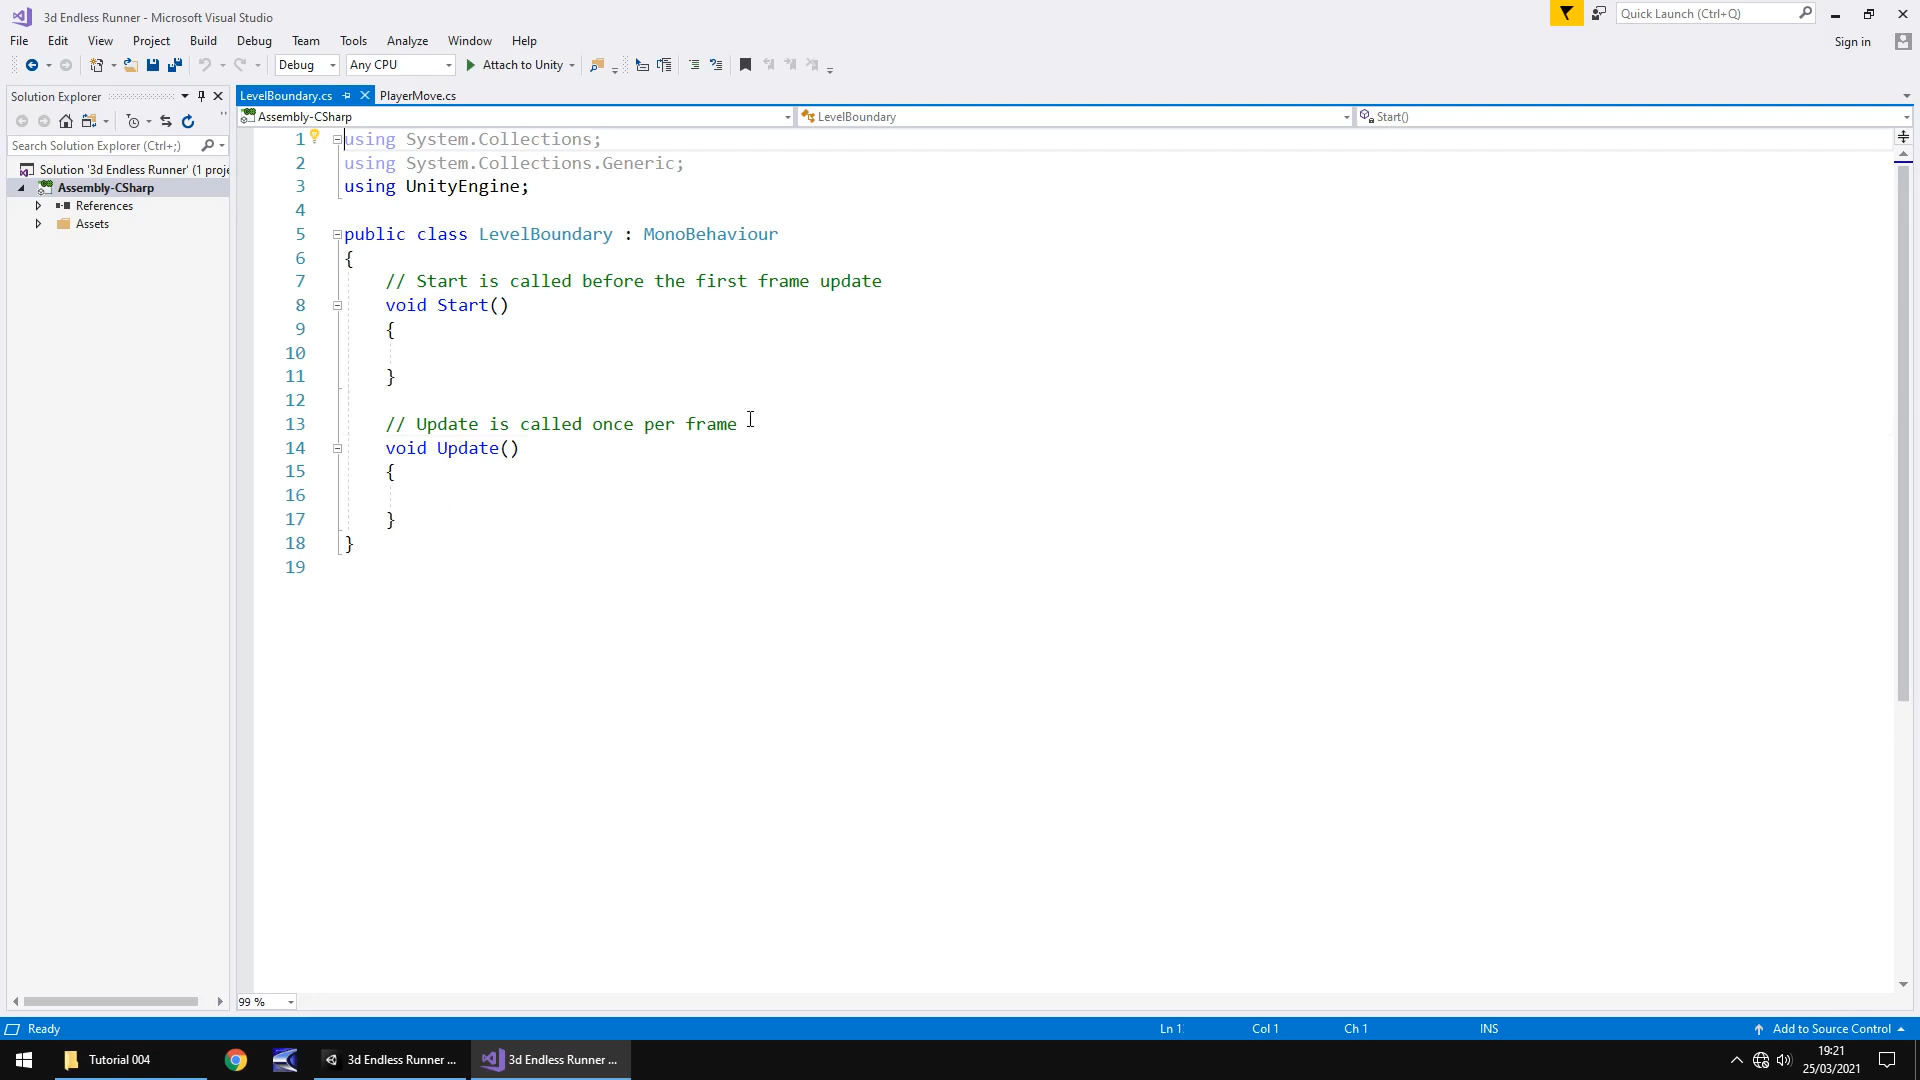 3d Endless Runner - Microsoft Visual Studio
Quick Launch (Ctrl+Q)
File Edit View Project Build Debug Team Tools Analyze Window Help
Sign in
Debug Any CPU Attach to Unity
Solution Explorer
LevelBoundary.cs PlayerMove.cs
Assembly-CSharp LevelBoundary Start()
Search Solution Explorer (Ctrl+;)
Solution '3d Endless Runner' (1 proje
Assembly-CSharp
References
Assets
1 using System.Collections;
2 using System.Collections.Generic;
3 using UnityEngine;
4
5 public class LevelBoundary : MonoBehaviour
6 {
7 // Start is called before the first frame update
8 void Start()
9 {
10
11 }
12
13 // Update is called once per frame
14 void Update()
15 {
16
17 }
18 }
19
99 %
Ready Ln 1 Col 1 Ch 1 INS Add to Source Control
Tutorial 004 3d Endless Runner ... 3d Endless Runner ...
19:21
25/03/2021